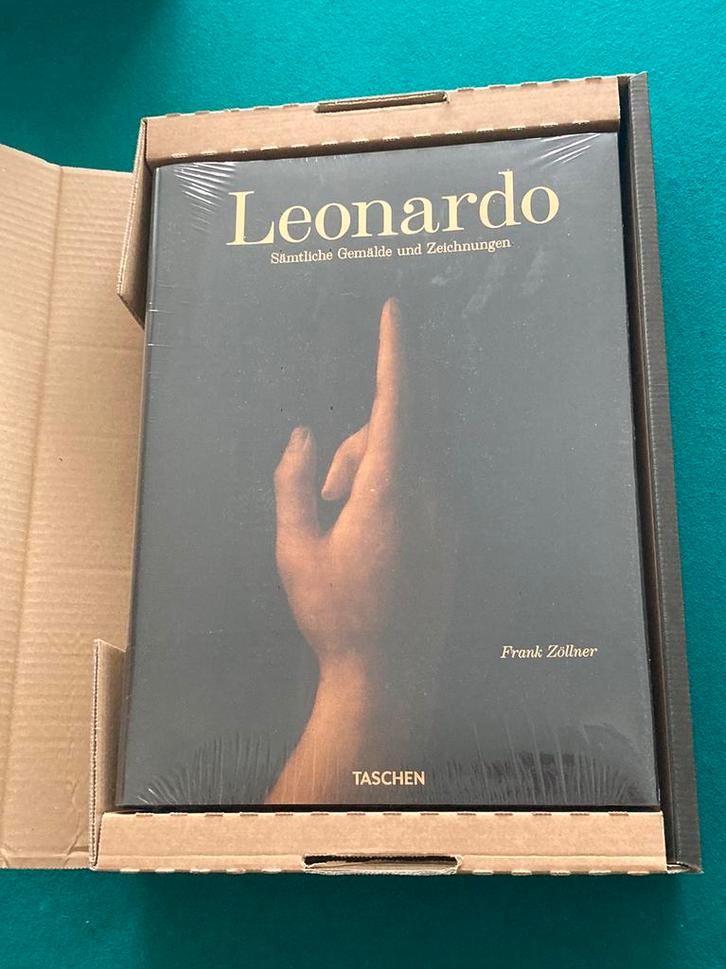 Leonardo
Sämtliche Gemälde und Zeichnungen
Frank Zöllner
TASCHEN